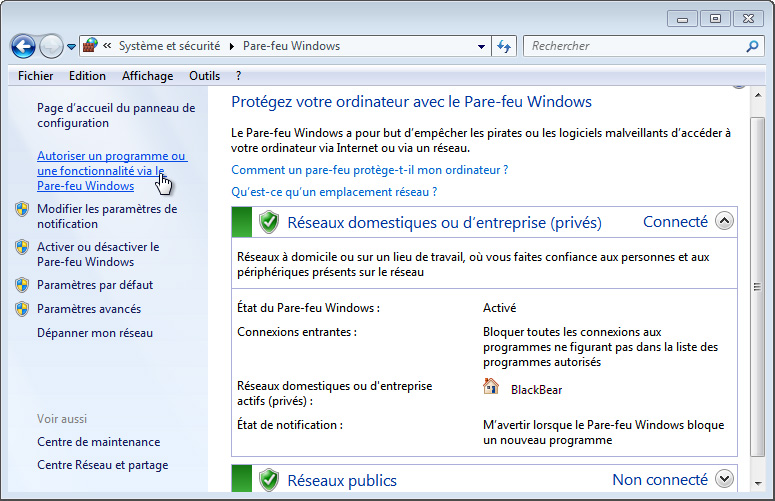 « Système et sécurité ▸ Pare-feu Windows
Rechercher
Fichier Edition Affichage Outils ?
Page d'accueil du panneau de
configuration
Autoriser un programme ou
une fonctionnalité via le
Pare-feu Windows
Modifier les paramètres de
notification
Activer ou désactiver le
Pare-feu Windows
Paramètres par défaut
Paramètres avancés
Dépanner mon réseau
Voir aussi
Centre de maintenance
Centre Réseau et partage
Protégez votre ordinateur avec le Pare-feu Windows
Le Pare-feu Windows a pour but d'empêcher les pirates ou les logiciels malveillants d'accéder à
votre ordinateur via Internet ou via un réseau.
Comment un pare-feu protège-t-il mon ordinateur ?
Qu'est-ce qu'un emplacement réseau ?
Réseaux domestiques ou d'entreprise (privés) Connecté
Réseaux à domicile ou sur un lieu de travail, où vous faites confiance aux personnes et aux
périphériques présents sur le réseau
État du Pare-feu Windows : Activé
Connexions entrantes : Bloquer toutes les connexions aux
programmes ne figurant pas dans la liste des
programmes autorisés
Réseaux domestiques ou d'entreprise
actifs (privés) : BlackBear
État de notification : M'avertir lorsque le Pare-feu Windows bloque
un nouveau programme
Réseaux publics Non connecté